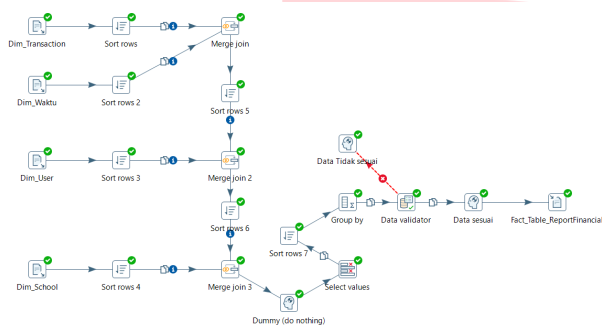 Dim_Transaction
Sort rows
Merge join
Dim_Waktu
Sort rows 2
Sort rows 5
Data Tidak sesuai
Dim_User
Sort rows 3
Merge join 2
Group by
Data validator
Data sesuai
Fact_Table_ReportFinancial
Sort rows 6
Sort rows 7
Dim_School
Sort rows 4
Merge join 3
Select values
Dummy (do nothing)